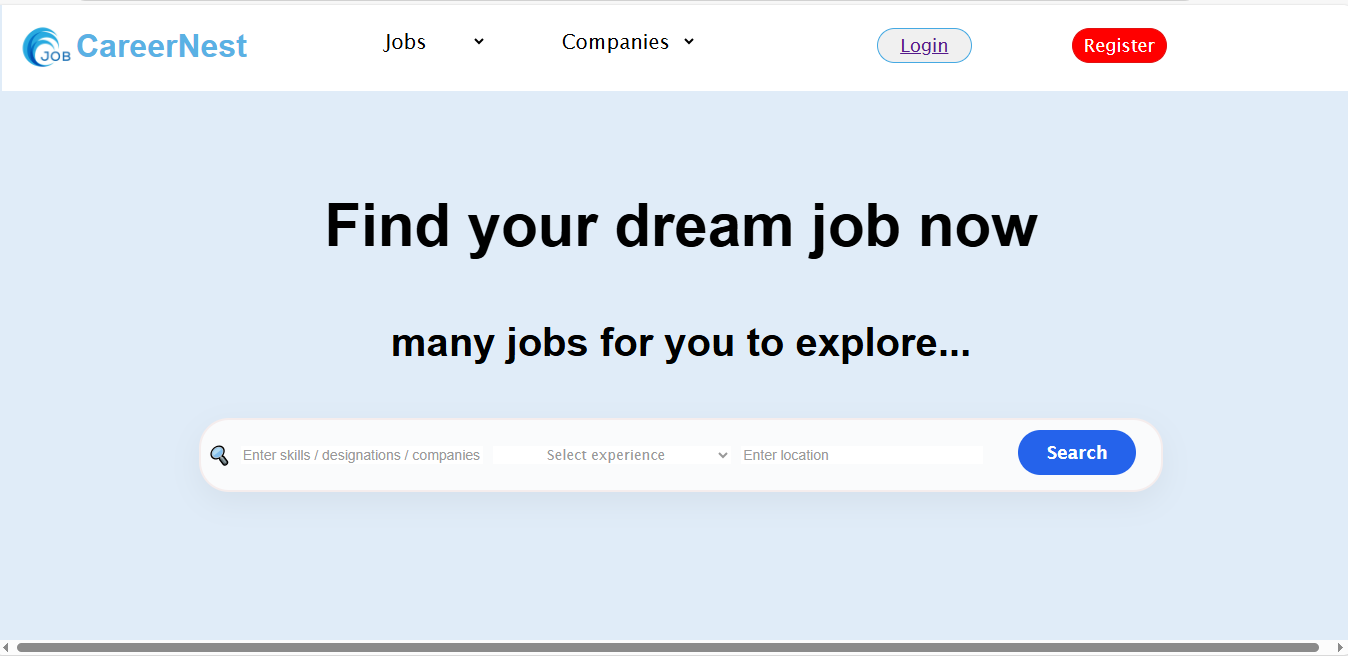 JOB CareerNest Jobs Companies Login Register
Find your dream job now
many jobs for you to explore...
Enter skills / designations / companies Select experience Enter location Search